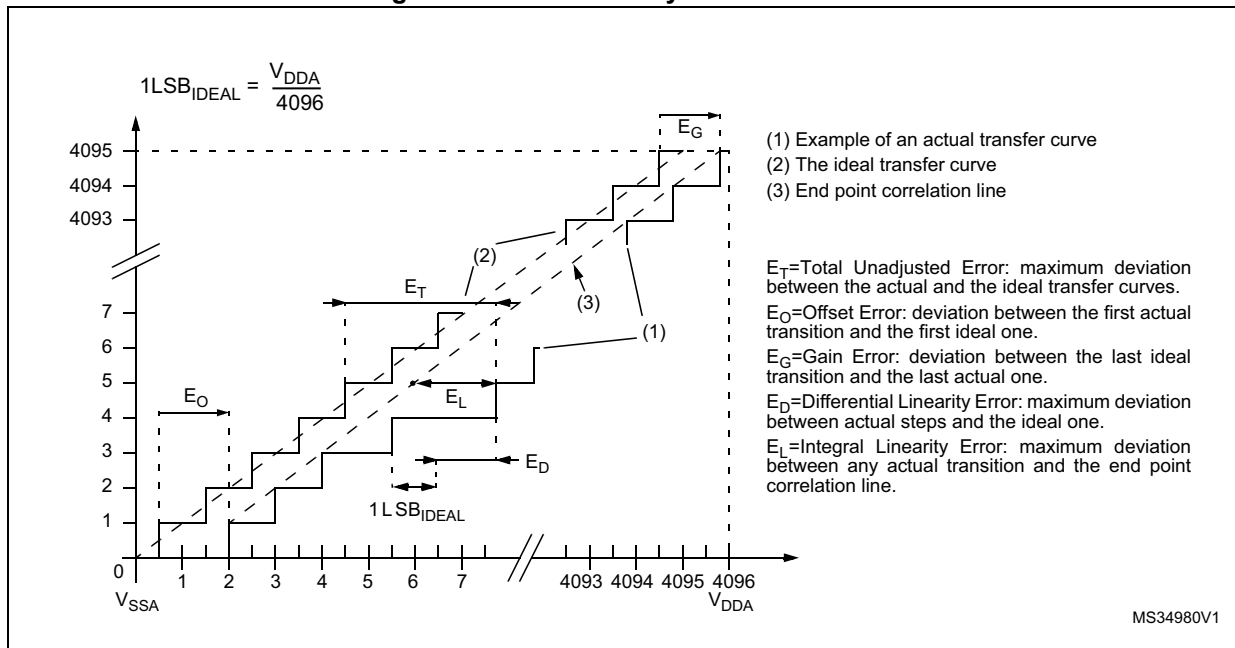 1LSB_IDEAL = V_DDA
4096
E_G
4095
4094
4093
(1) Example of an actual transfer curve
(2) The ideal transfer curve
(3) End point correlation line
(2)
(3)
(1)
E_T
E_T=Total Unadjusted Error: maximum deviation
between the actual and the ideal transfer curves.
E_O=Offset Error: deviation between the first actual
transition and the first ideal one.
E_G=Gain Error: deviation between the last ideal
transition and the last actual one.
E_D=Differential Linearity Error: maximum deviation
between actual steps and the ideal one.
E_L=Integral Linearity Error: maximum deviation
between any actual transition and the end point
correlation line.
7
6
5
4
3
2
1
0
E_O
E_L
E_D
1 LSB_IDEAL
1 2 3 4 5 6 7 4093 4094 4095 4096
V_SSA
V_DDA
MS34980V1